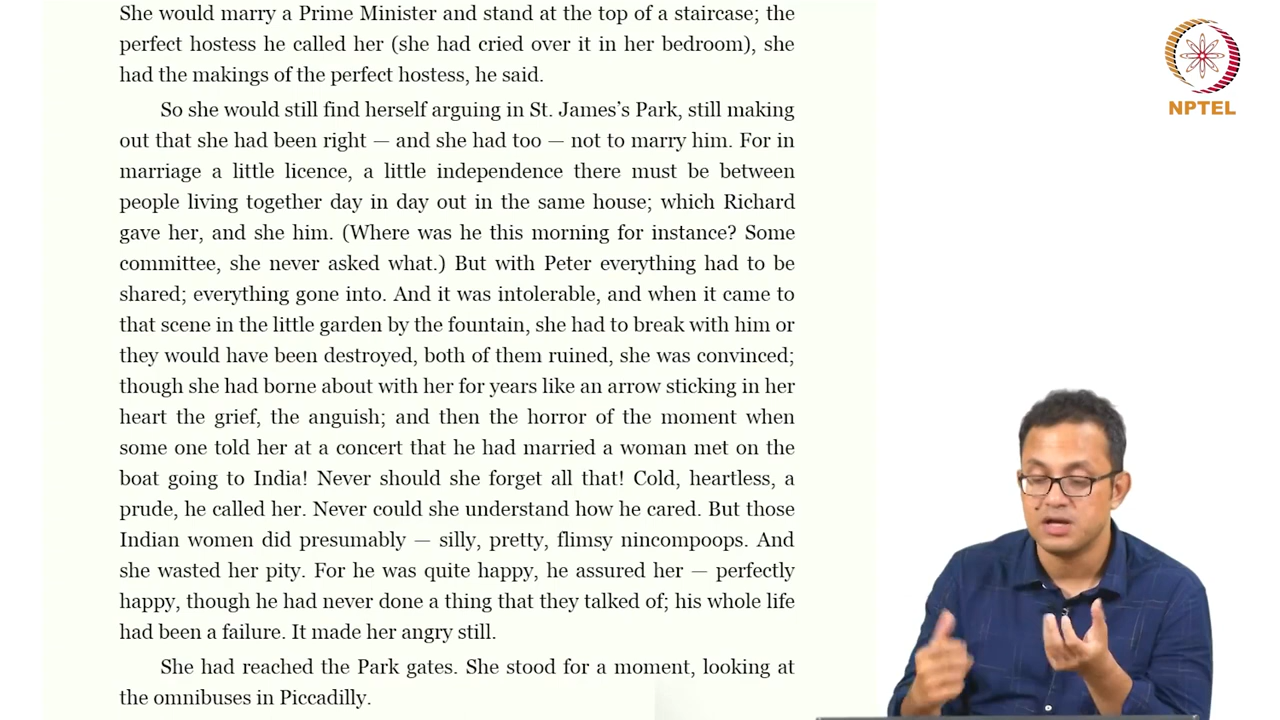 She would marry a Prime Minister and stand at the top of a staircase; the
perfect hostess he called her (she had cried over it in her bedroom), she
had the makings of the perfect hostess, he said.
So she would still find herself arguing in St. James’s Park, still making
out that she had been right — and she had too — not to marry him. For in
marriage a little licence, a little independence there must be between
people living together day in day out in the same house; which Richard
gave her, and she him. (Where was he this morning for instance? Some
committee, she never asked what.) But with Peter everything had to be
shared; everything gone into. And it was intolerable, and when it came to
that scene in the little garden by the fountain, she had to break with him or
they would have been destroyed, both of them ruined, she was convinced;
though she had borne about with her for years like an arrow sticking in her
heart the grief, the anguish; and then the horror of the moment when
some one told her at a concert that he had married a woman met on the
boat going to India! Never should she forget all that! Cold, heartless, a
prude, he called her. Never could she understand how he cared. But those
Indian women did presumably — silly, pretty, flimsy nincompoops. And
she wasted her pity. For he was quite happy, he assured her — perfectly
happy, though he had never done a thing that they talked of; his whole life
had been a failure. It made her angry still.
She had reached the Park gates. She stood for a moment, looking at
the omnibuses in Piccadilly.
NPTEL